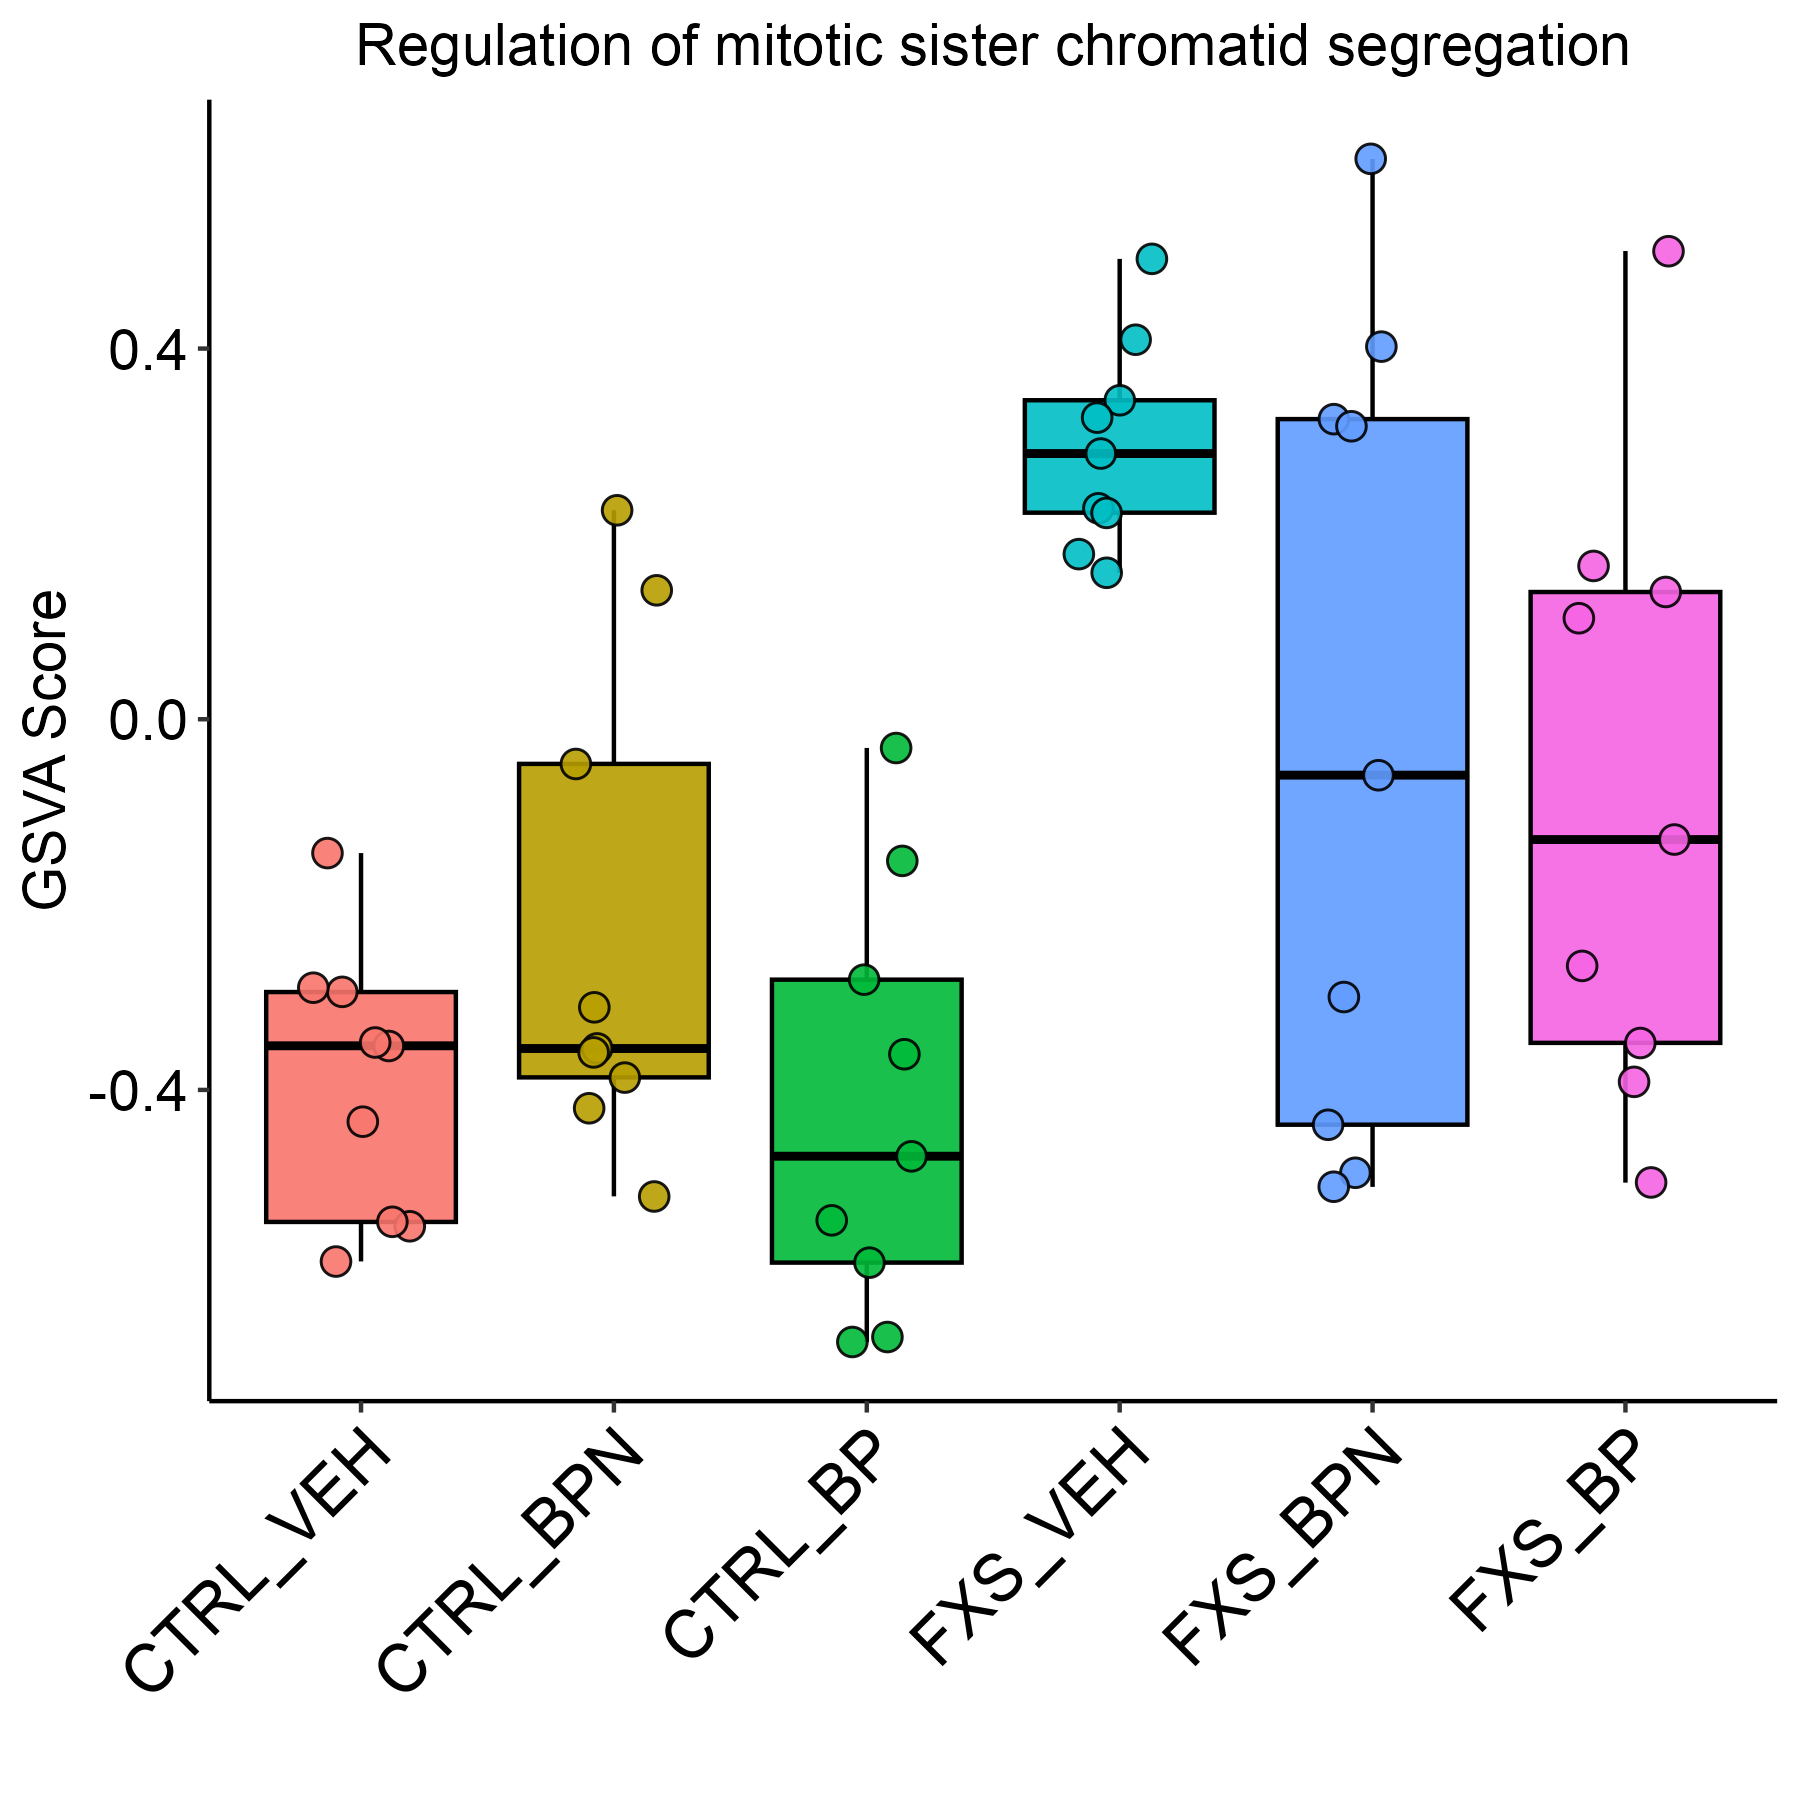 Regulation of mitotic sister chromatid segregation
GSVA Score
0.4
0.0
-0.4
CTRL_VEH
CTRL_BPN
CTRL_BP
FXS_VEH
FXS_BPN
FXS_BP